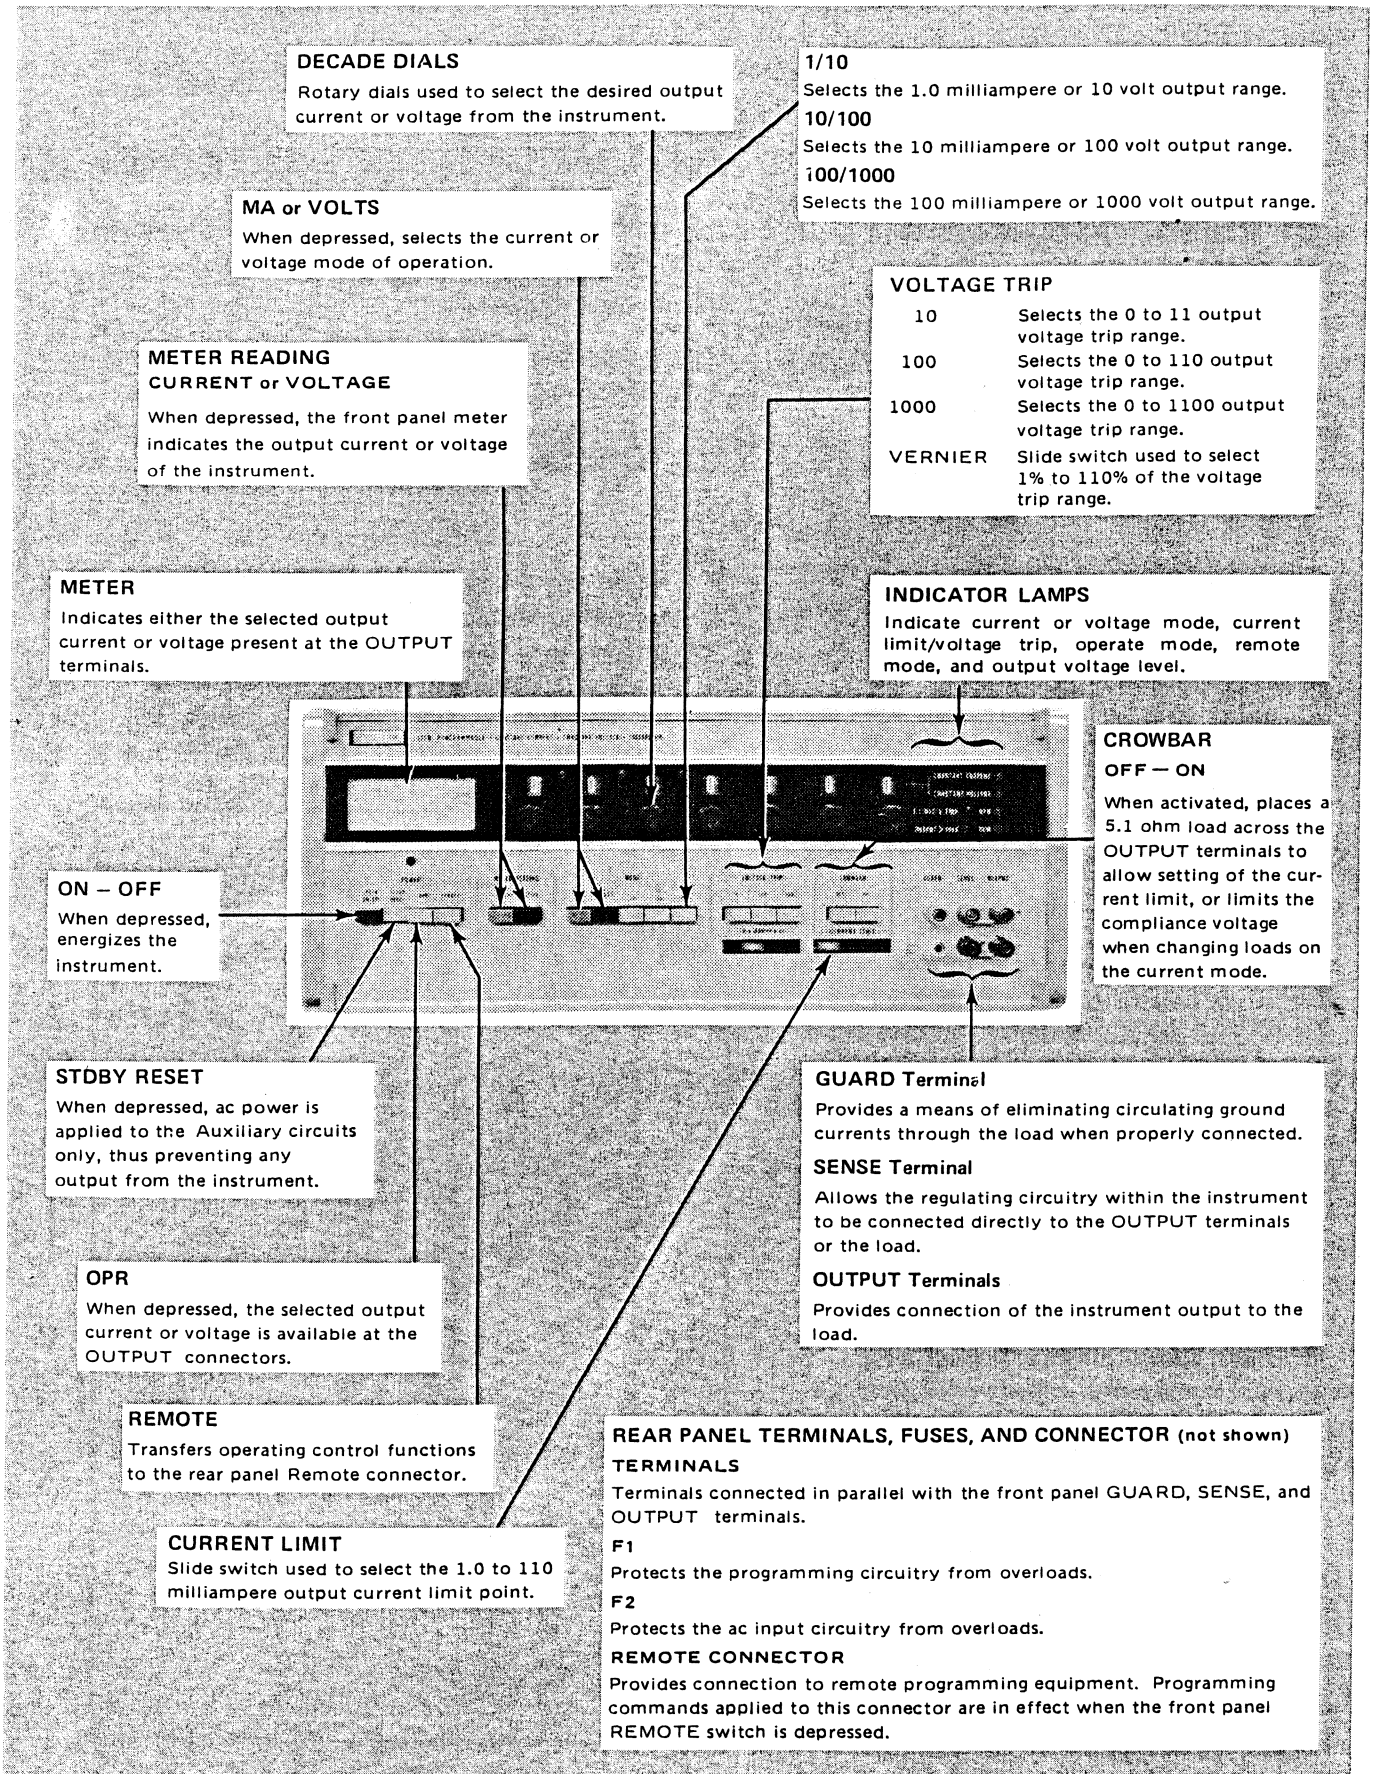 DECADE DIALS
Rotary dials used to select the desired output
current or voltage from the instrument.
1/10
Selects the 1.0 milliampere or 10 volt output range.
10/100
Selects the 10 milliampere or 100 volt output range.
100/1000
Selects the 100 milliampere or 1000 volt output range.
MA or VOLTS
When depressed, selects the current or
voltage mode of operation.
VOLTAGE TRIP
10 Selects the 0 to 11 output
voltage trip range.
100 Selects the 0 to 110 output
voltage trip range.
1000 Selects the 0 to 1100 output
voltage trip range.
VERNIER Slide switch used to select
1% to 110% of the voltage
trip range.
METER READING
CURRENT or VOLTAGE
When depressed, the front panel meter
indicates the output current or voltage
of the instrument.
METER
Indicates either the selected output
current or voltage present at the OUTPUT
terminals.
INDICATOR LAMPS
Indicate current or voltage mode, current
limit/voltage trip, operate mode, remote
mode, and output voltage level.
CROWBAR
OFF — ON
When activated, places a
5.1 ohm load across the
OUTPUT terminals to
allow setting of the cur-
rent limit, or limits the
compliance voltage
when changing loads on
the current mode.
ON – OFF
When depressed,
energizes the
instrument.
STDBY RESET
When depressed, ac power is
applied to the Auxiliary circuits
only, thus preventing any
output from the instrument.
GUARD Terminal
Provides a means of eliminating circulating ground
currents through the load when properly connected.
SENSE Terminal
Allows the regulating circuitry within the instrument
to be connected directly to the OUTPUT terminals
or the load.
OUTPUT Terminals
Provides connection of the instrument output to the
load.
OPR
When depressed, the selected output
current or voltage is available at the
OUTPUT connectors.
REMOTE
Transfers operating control functions
to the rear panel Remote connector.
CURRENT LIMIT
Slide switch used to select the 1.0 to 110
milliampere output current limit point.
REAR PANEL TERMINALS, FUSES, AND CONNECTOR (not shown)
TERMINALS
Terminals connected in parallel with the front panel GUARD, SENSE, and
OUTPUT terminals.
F1
Protects the programming circuitry from overloads.
F2
Protects the ac input circuitry from overloads.
REMOTE CONNECTOR
Provides connection to remote programming equipment. Programming
commands applied to this connector are in effect when the front panel
REMOTE switch is depressed.